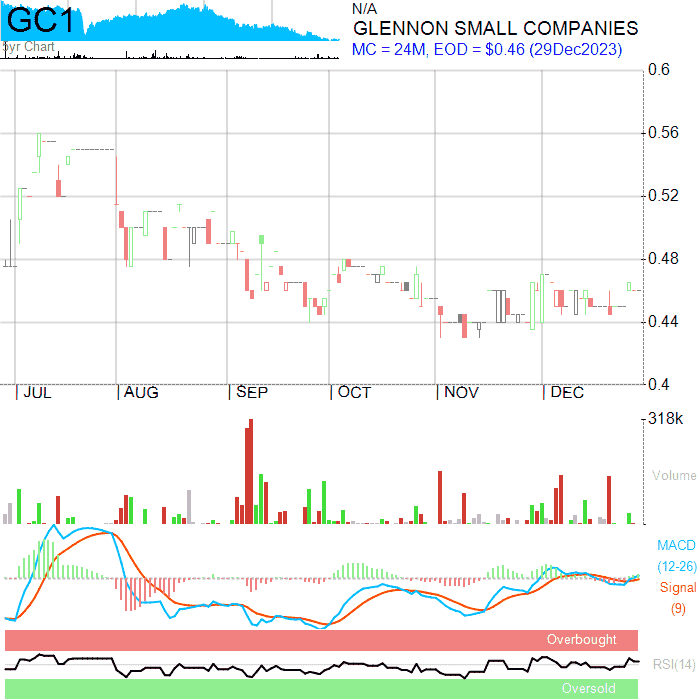 GC1
5yr Chart
N/A
GLENNON SMALL COMPANIES
MC = 24M, EOD = $0.46 (29Dec2023)
0.6
0.56
0.52
0.48
0.44
0.4
JUL AUG SEP OCT NOV DEC
318k
Volume
MACD
(12-26)
Signal
(9)
Overbought
RSI(14)
Oversold